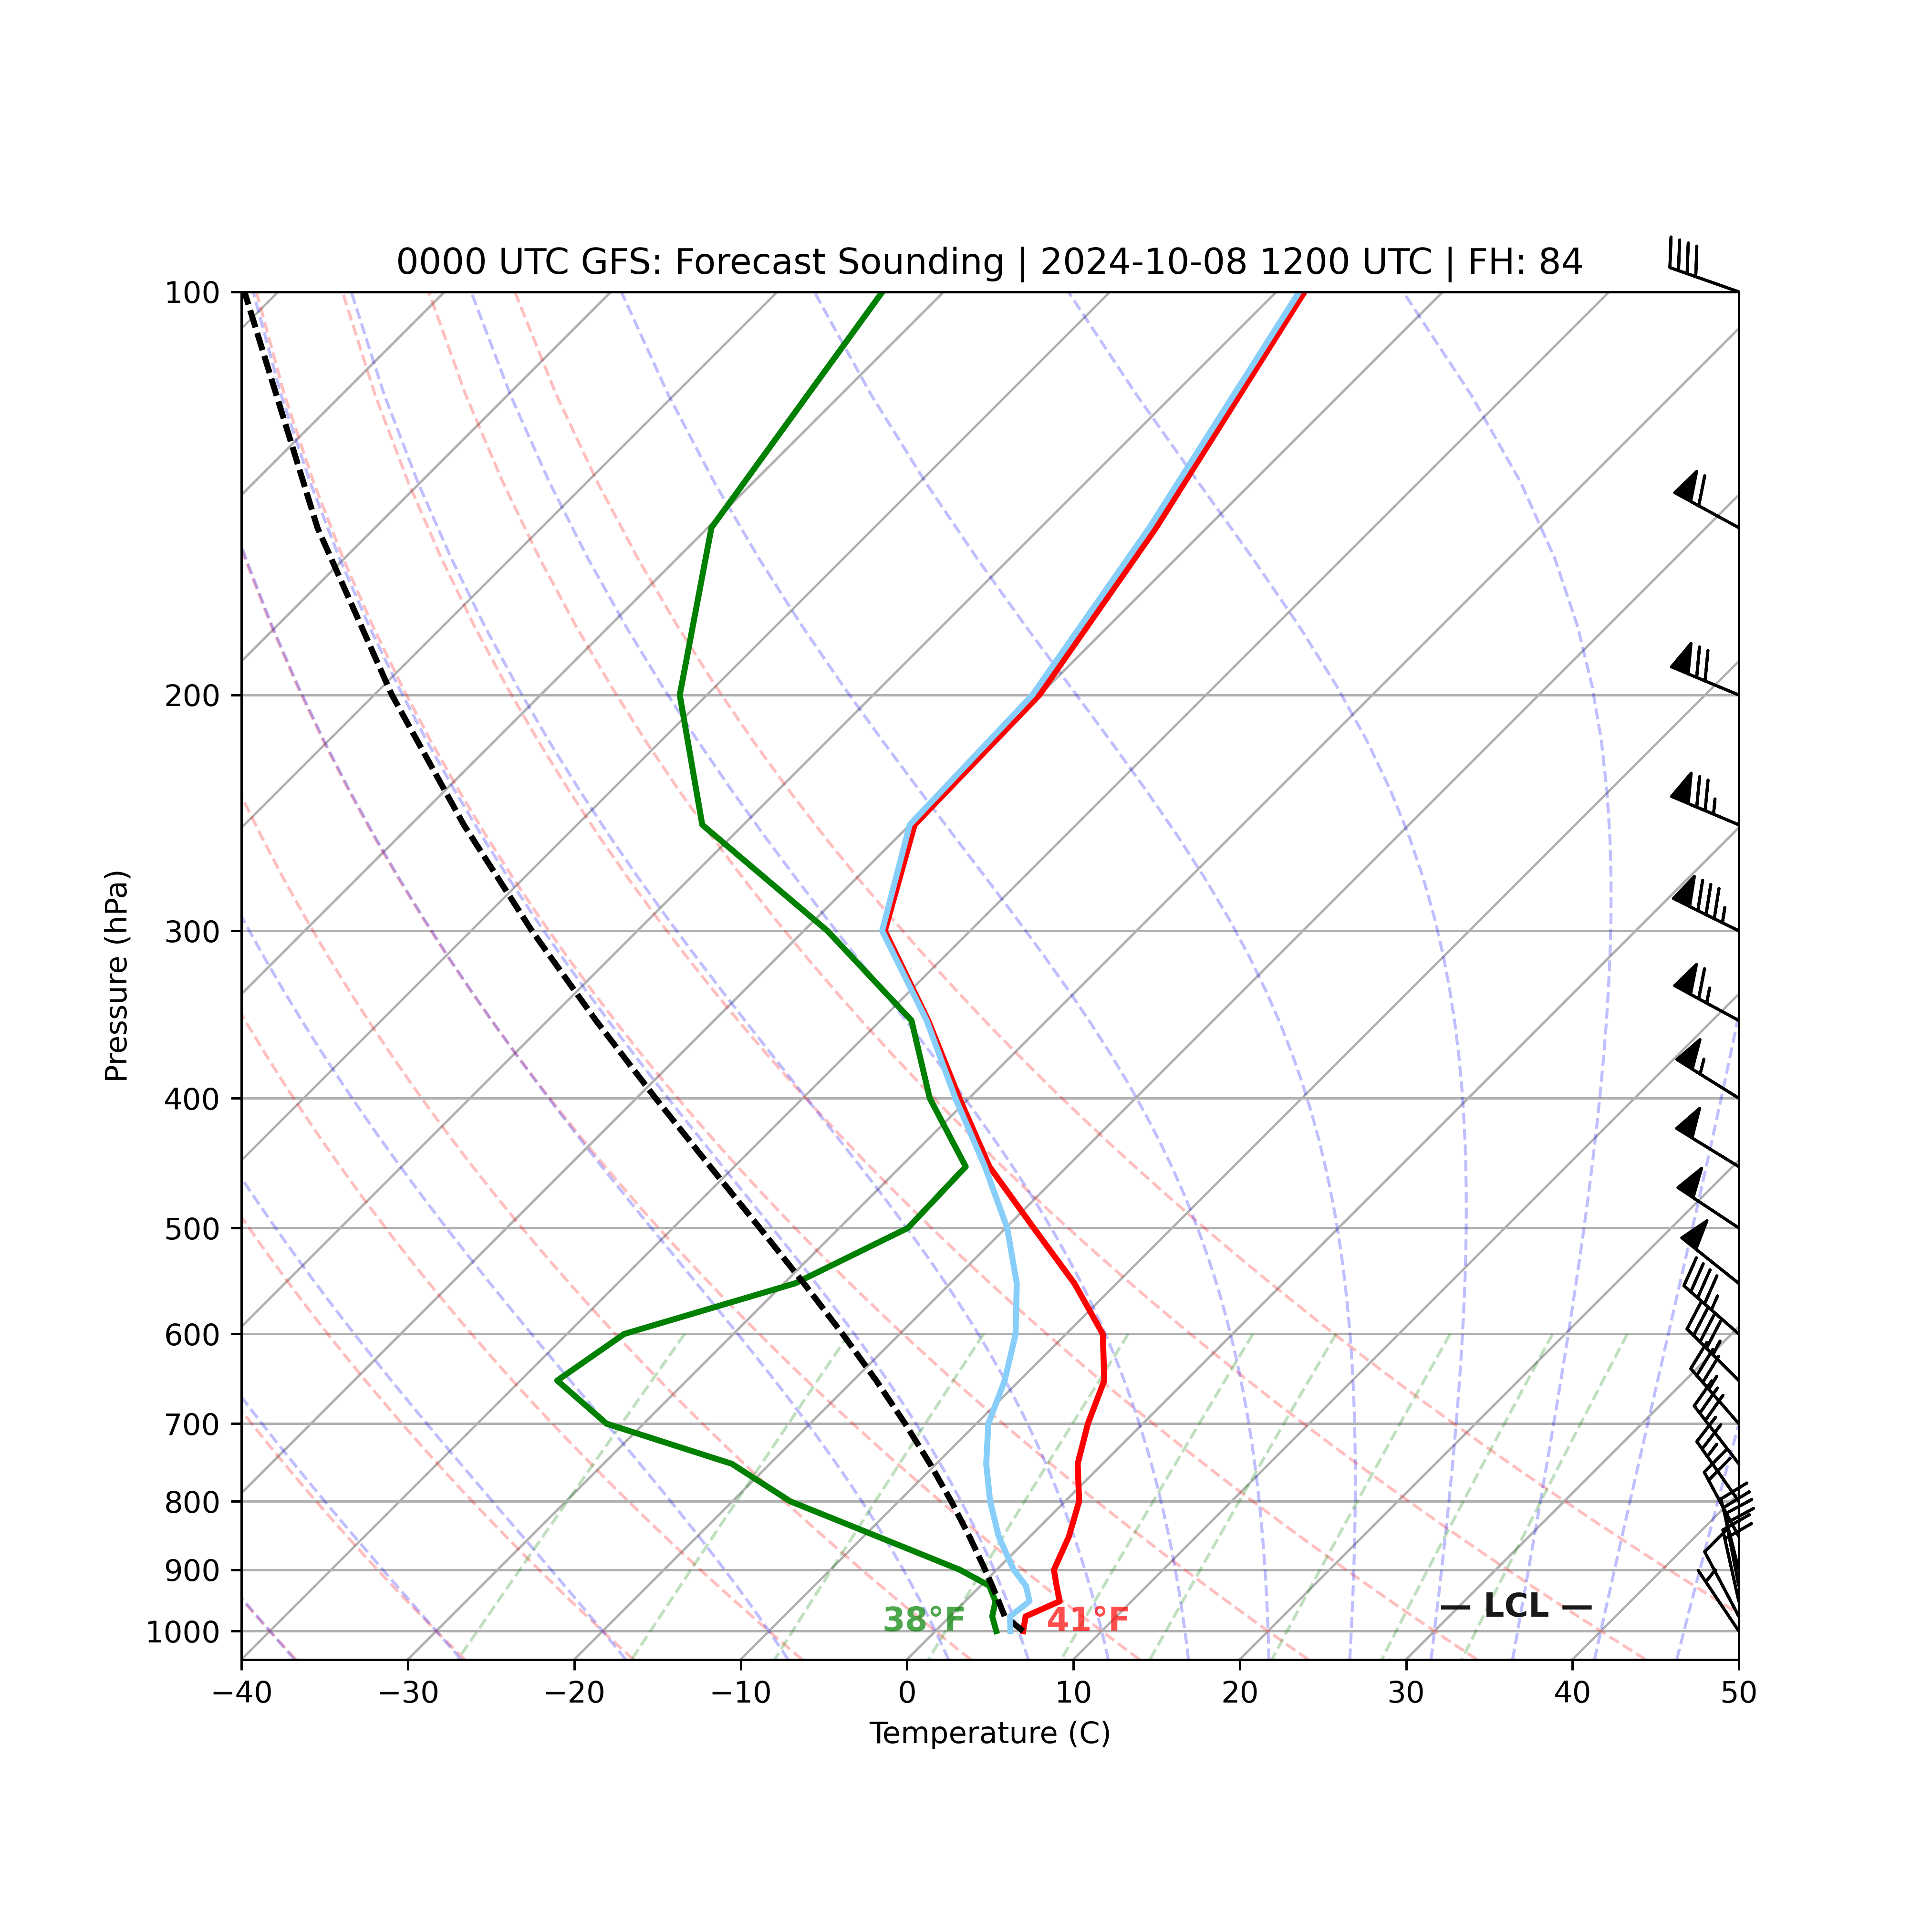 0000 UTC GFS: Forecast Sounding | 2024-10-08 1200 UTC | FH: 84
100
200
300
400
500
600
700
800
900
1000
Pressure (hPa)
38°F
41°F
— LCL —
−40 −30 −20 −10 0 10 20 30 40 50
Temperature (C)